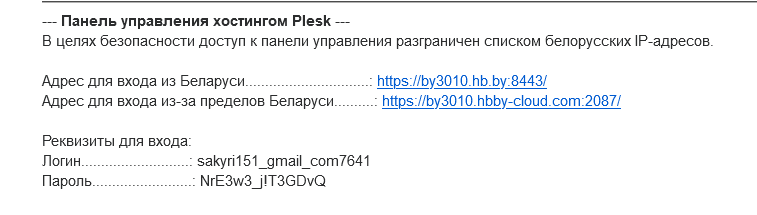 --- Панель управления хостингом Plesk ---
В целях безопасности доступ к панели управления разграничен списком белорусских IP-адресов.
Адрес для входа из Беларуси...............................: https://by3010.hb.by:8443/
Адрес для входа из-за пределов Беларуси..........: https://by3010.hbby-cloud.com:2087/
Реквизиты для входа:
Логин...........................: sakyri151_gmail_com7641
Пароль.........................: NrE3w3_j!T3GDvQ